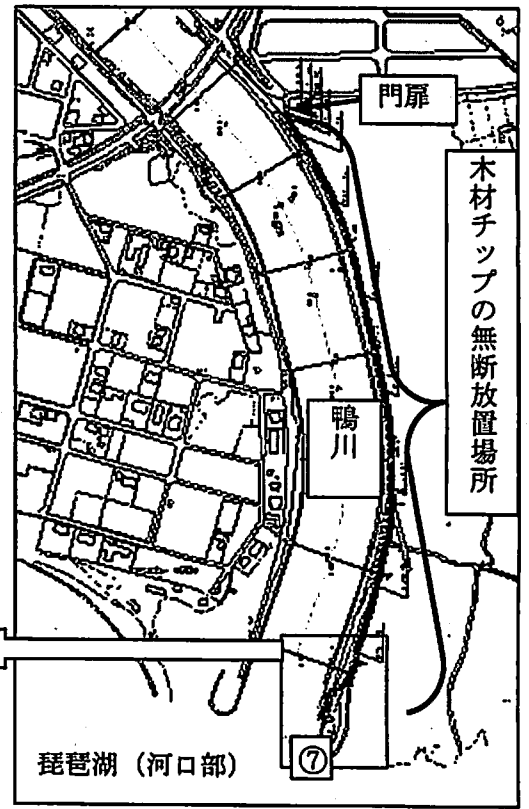 門扉
木材チップの無断放置場所
鴨川
⑦
琵琶湖（河口部）